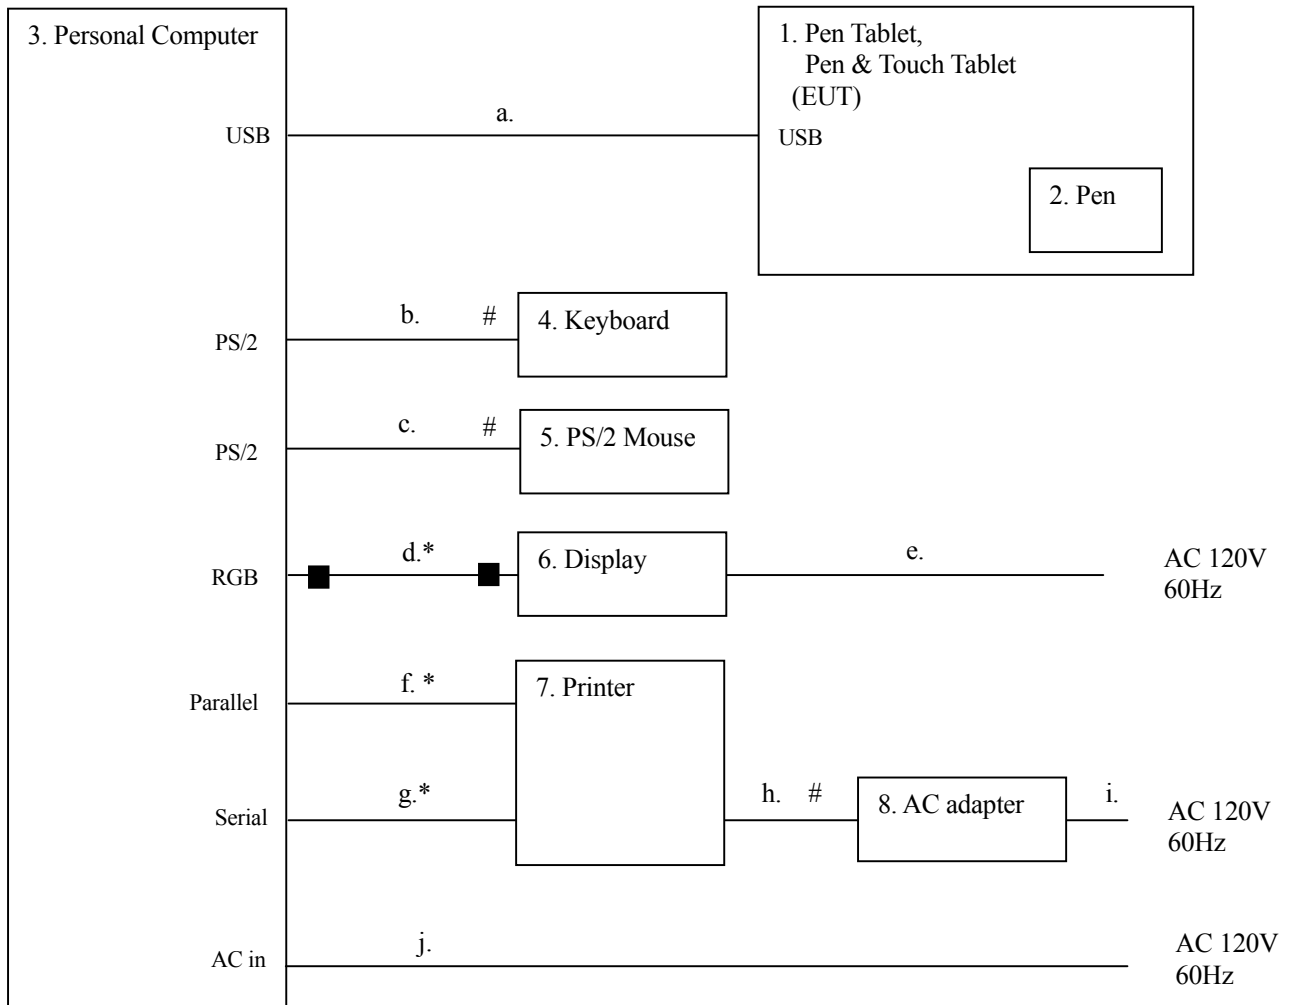 3. Personal Computer
1. Pen Tablet,
Pen & Touch Tablet
(EUT)
a.
USB
USB
2. Pen
b.
#
4. Keyboard
PS/2
c.
#
5. PS/2 Mouse
PS/2
d.*
6. Display
e.
AC 120V
60Hz
RGB
f. *
7. Printer
Parallel
g.*
h.
#
8. AC adapter
i.
AC 120V
60Hz
Serial
j.
AC in
AC 120V
60Hz